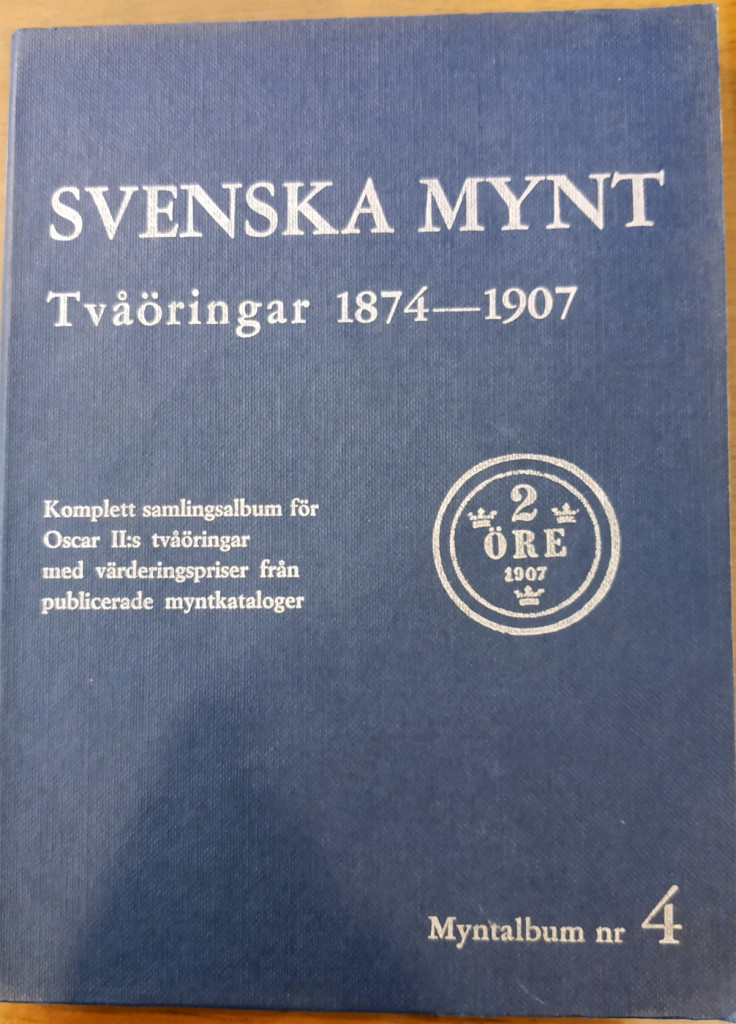 SVENSKA MYNT
Tvåöringar 1874—1907
Komplett samlingsalbum för
Oscar II:s tvåöringar
med värderingspriser från
publicerade myntkataloger
2
ÖRE
1907
Myntalbum nr 4